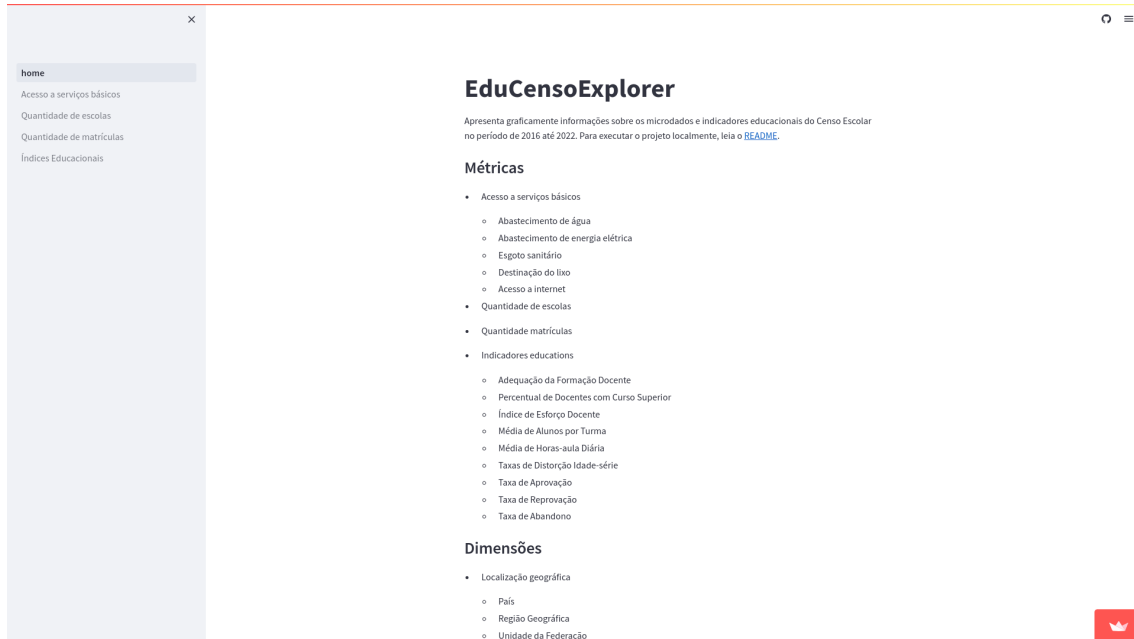 home
Acesso a serviços básicos
Quantidade de escolas
Quantidade de matrículas
Índices Educacionais
EduCensoExplorer
Apresenta graficamente informações sobre os microdados e indicadores educacionais do Censo Escolar
no período de 2016 até 2022. Para executar o projeto localmente, leia o README.
Métricas
Acesso a serviços básicos
Abastecimento de água
Abastecimento de energia elétrica
Esgoto sanitário
Destinação do lixo
Acesso a internet
Quantidade de escolas
Quantidade matrículas
Indicadores educations
Adequação da Formação Docente
Percentual de Docentes com Curso Superior
Índice de Esforço Docente
Média de Alunos por Turma
Média de Horas-aula Diária
Taxas de Distorção Idade-série
Taxa de Aprovação
Taxa de Reprovação
Taxa de Abandono
Dimensões
Localização geográfica
País
Região Geográfica
Unidade da Federação